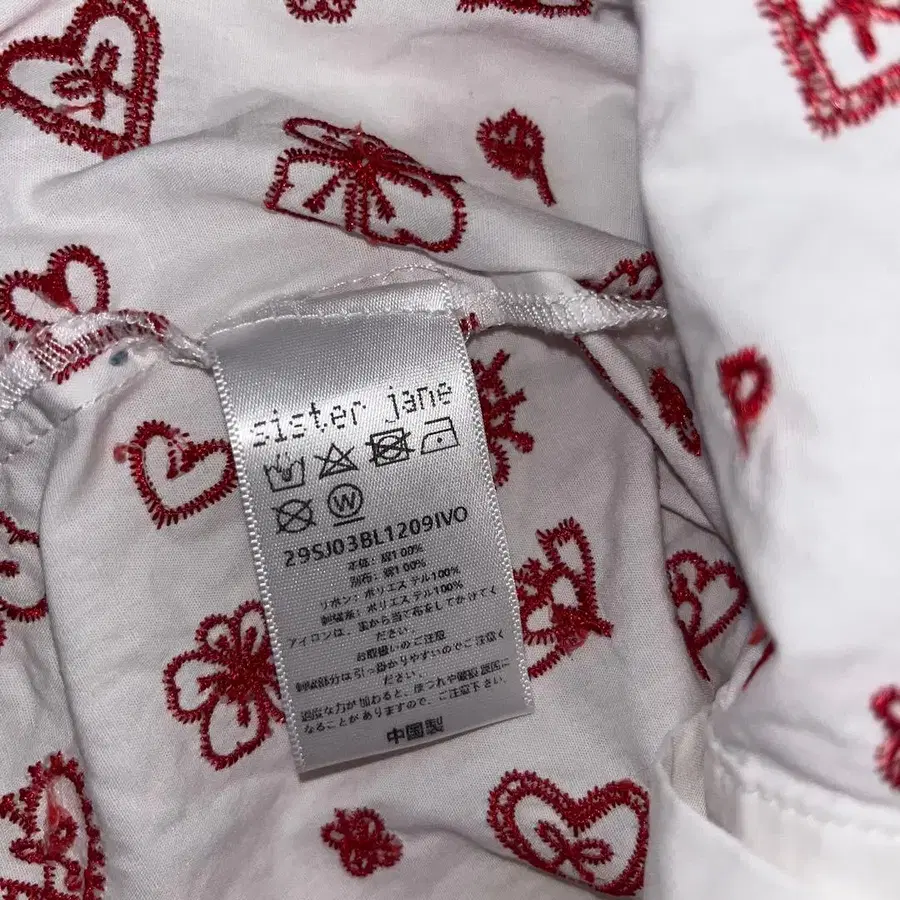 sister jane
W
29SJ03BL1209IVO
本体: 綿100%
別布: 綿100%
リボン: ポリエステル100%
刺繍糸: ポリエステル100%
アイロンは、上から当て布をしてかけてく
ださい。
お取扱いのご注意
刺繍部分は引っ掛かりやすいのでご注意く
ださい。
過度な力が加わると、ほつれや破損 原因に
なることがありますので、ご注意下さい。
中国製